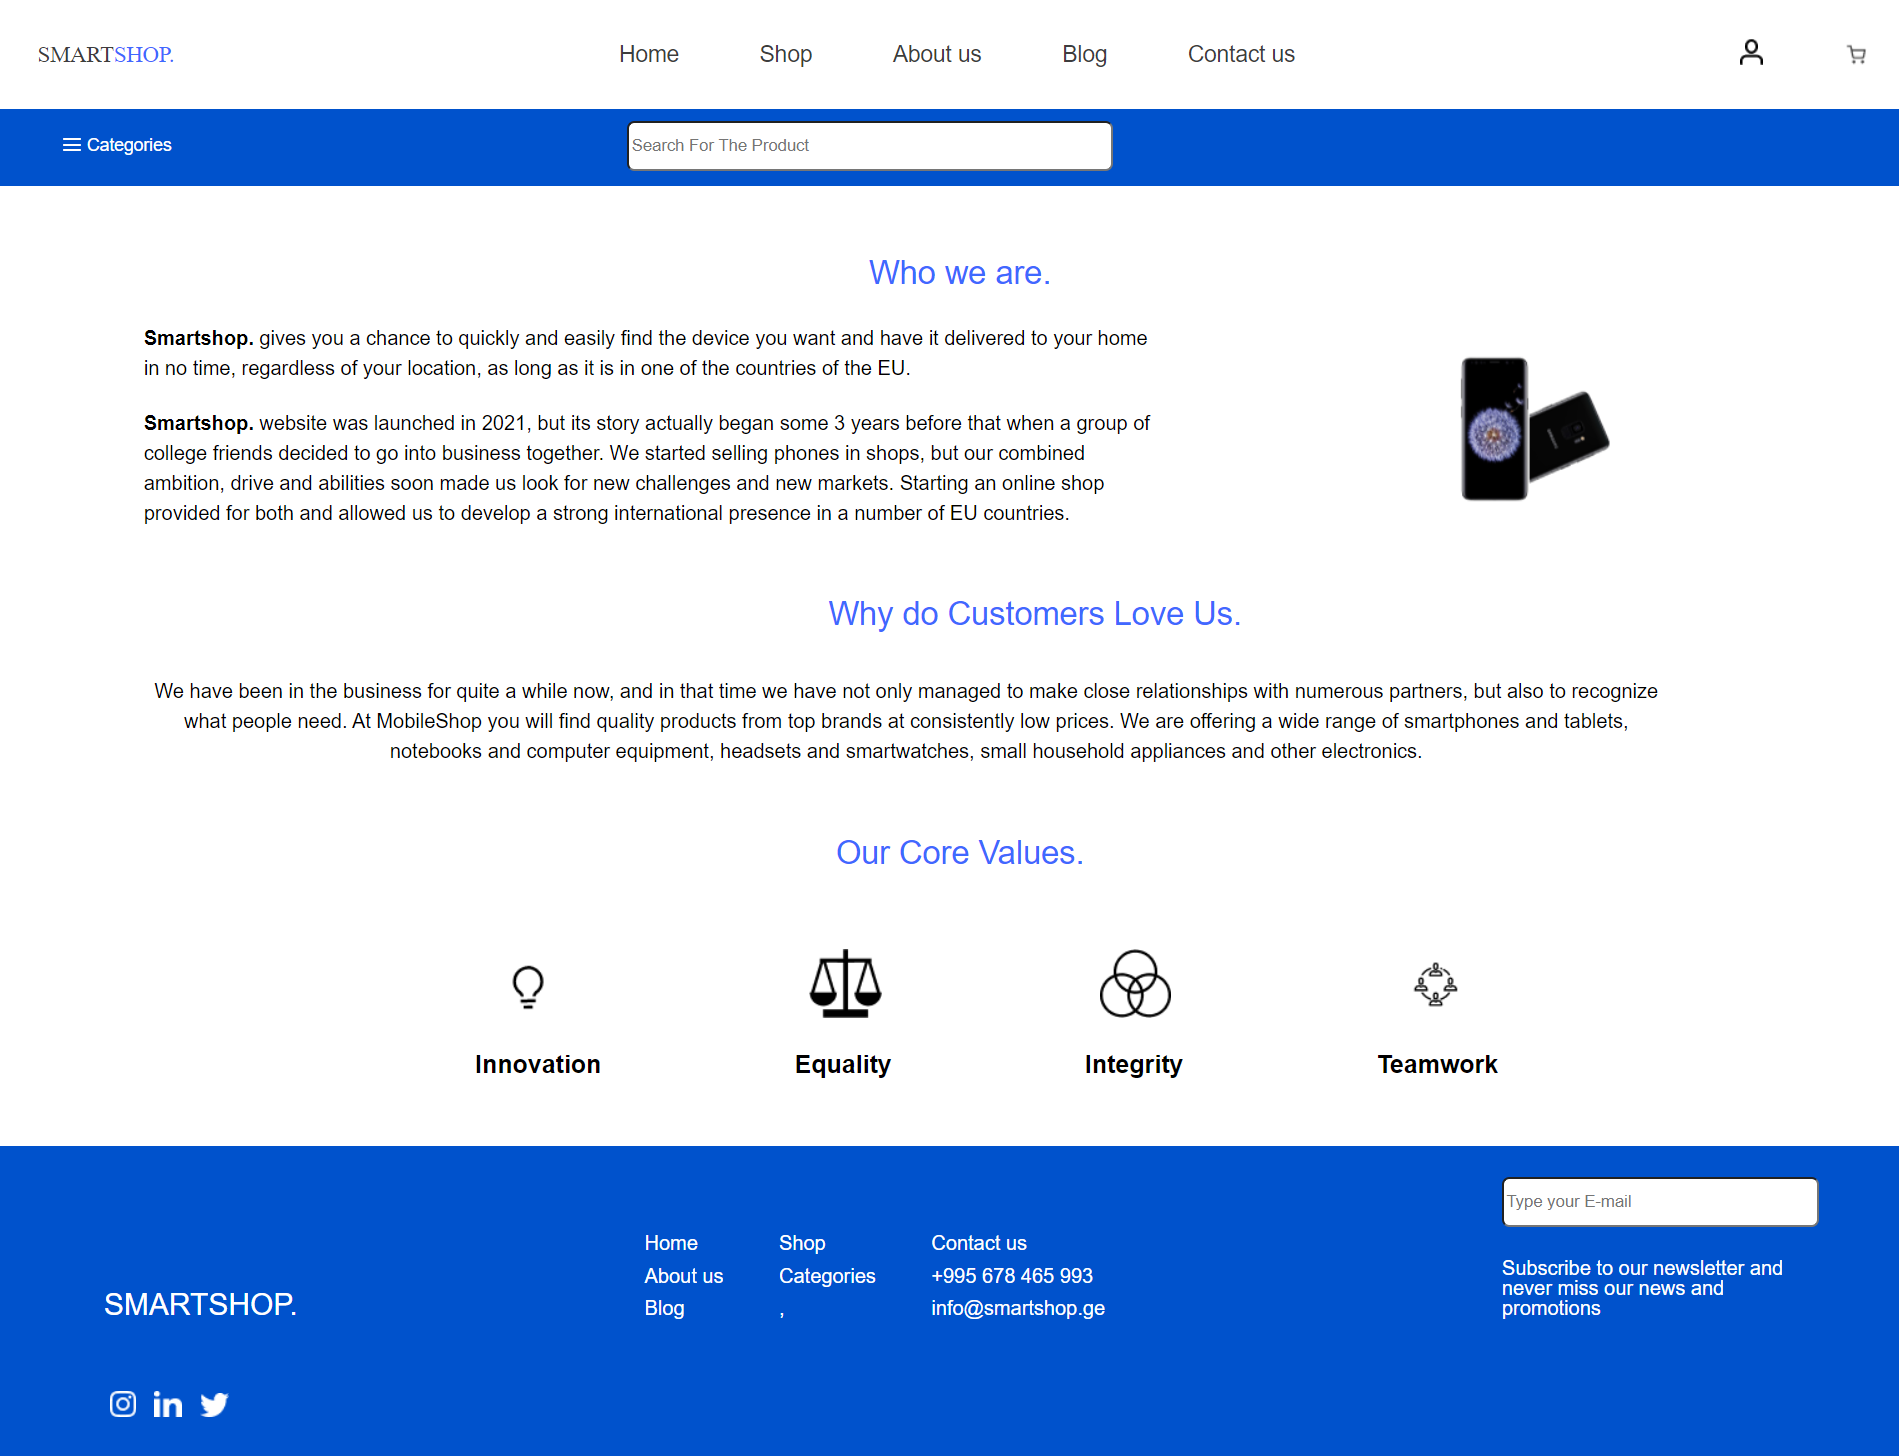 SMARTSHOP.
Home
Shop
About us
Blog
Contact us
Categories
Search For The Product
Who we are.
Smartshop. gives you a chance to quickly and easily find the device you want and have it delivered to your home
in no time, regardless of your location, as long as it is in one of the countries of the EU.
Smartshop. website was launched in 2021, but its story actually began some 3 years before that when a group of
college friends decided to go into business together. We started selling phones in shops, but our combined
ambition, drive and abilities soon made us look for new challenges and new markets. Starting an online shop
provided for both and allowed us to develop a strong international presence in a number of EU countries.
Why do Customers Love Us.
We have been in the business for quite a while now, and in that time we have not only managed to make close relationships with numerous partners, but also to recognize
what people need. At MobileShop you will find quality products from top brands at consistently low prices. We are offering a wide range of smartphones and tablets,
notebooks and computer equipment, headsets and smartwatches, small household appliances and other electronics.
Our Core Values.
Innovation
Equality
Integrity
Teamwork
SMARTSHOP.
Home
About us
Blog
Shop
Categories
,
Contact us
+995 678 465 993
info@smartshop.ge
Type your E-mail
Subscribe to our newsletter and
never miss our news and
promotions